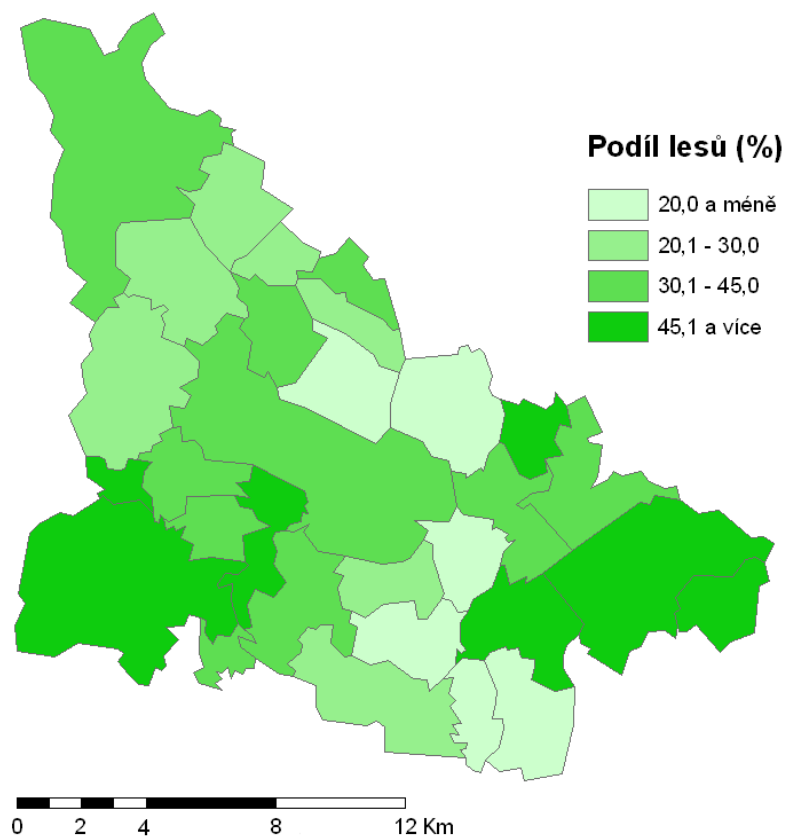 Podíl lesů (%)
20,0 a méně
20,1 - 30,0
30,1 - 45,0
45,1 a více
0 2 4 8 12 Km